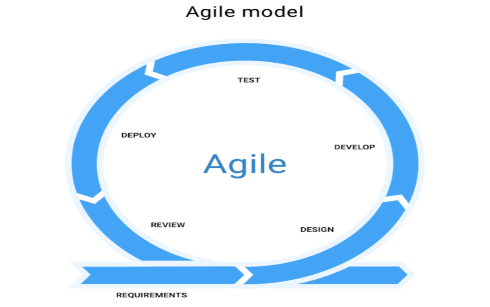 Agile model
TEST
DEPLOY
DEVELOP
Agile
REVIEW
DESIGN
REQUIREMENTS